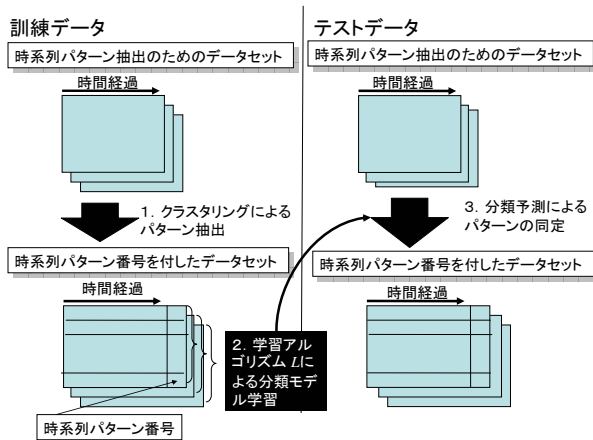 訓練データ
時系列パターン抽出のためのデータセット
時間経過
1. クラスタリングによる
パターン抽出
時系列パターン番号を付したデータセット
時間経過
時系列パターン番号
2. 学習アル
ゴリズム Lに
よる分類モデ
ル学習
テストデータ
時系列パターン抽出のためのデータセット
時間経過
3. 分類予測による
パターンの同定
時系列パターン番号を付したデータセット
時間経過